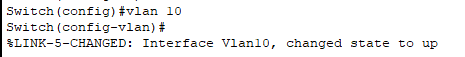 Switch(config)#vlan 10
Switch(config-vlan)#
%LINK-5-CHANGED: Interface Vlan10, changed state to up